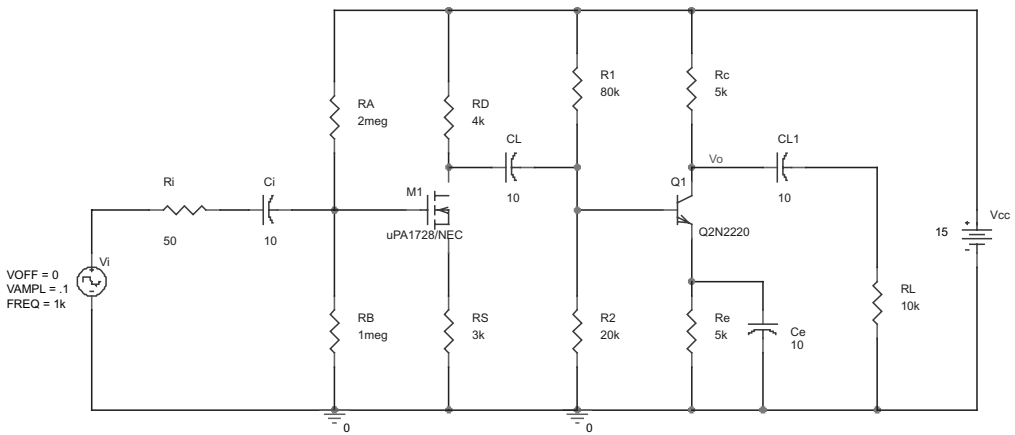 R1
80k
Rc
5k
RA
2meg
RD
4k
CL
10
Vo
CL1
10
Ri
50
Ci
10
M1
uPA1728/NEC
Q1
Q2N2220
Vcc
15
Vi
VOFF = 0
VAMPL = .1
FREQ = 1k
RB
1meg
RS
3k
R2
20k
Re
5k
Ce
10
RL
10k
0
0